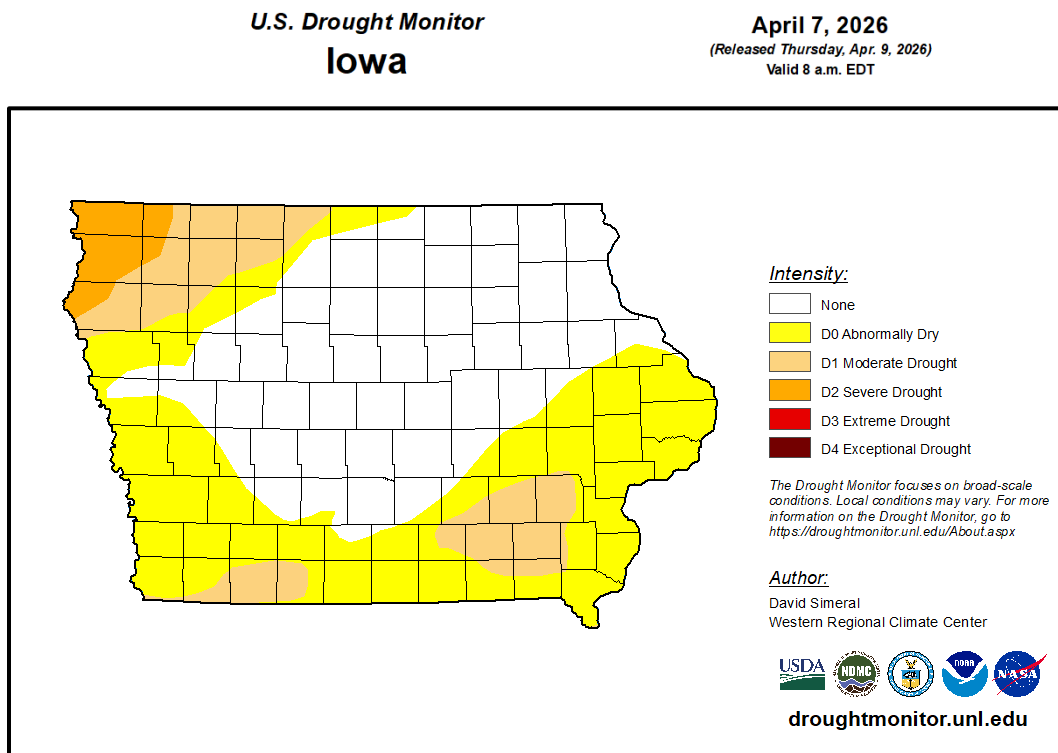 U.S. Drought Monitor
Iowa
April 7, 2026
(Released Thursday, Apr. 9, 2026)
Valid 8 a.m. EDT
Intensity:
None
D0 Abnormally Dry
D1 Moderate Drought
D2 Severe Drought
D3 Extreme Drought
D4 Exceptional Drought
The Drought Monitor focuses on broad-scale
conditions. Local conditions may vary. For more
information on the Drought Monitor, go to
https://droughtmonitor.unl.edu/About.aspx
Author:
David Simeral
Western Regional Climate Center
USDA
NDMC
NOAA
NASA
droughtmonitor.unl.edu